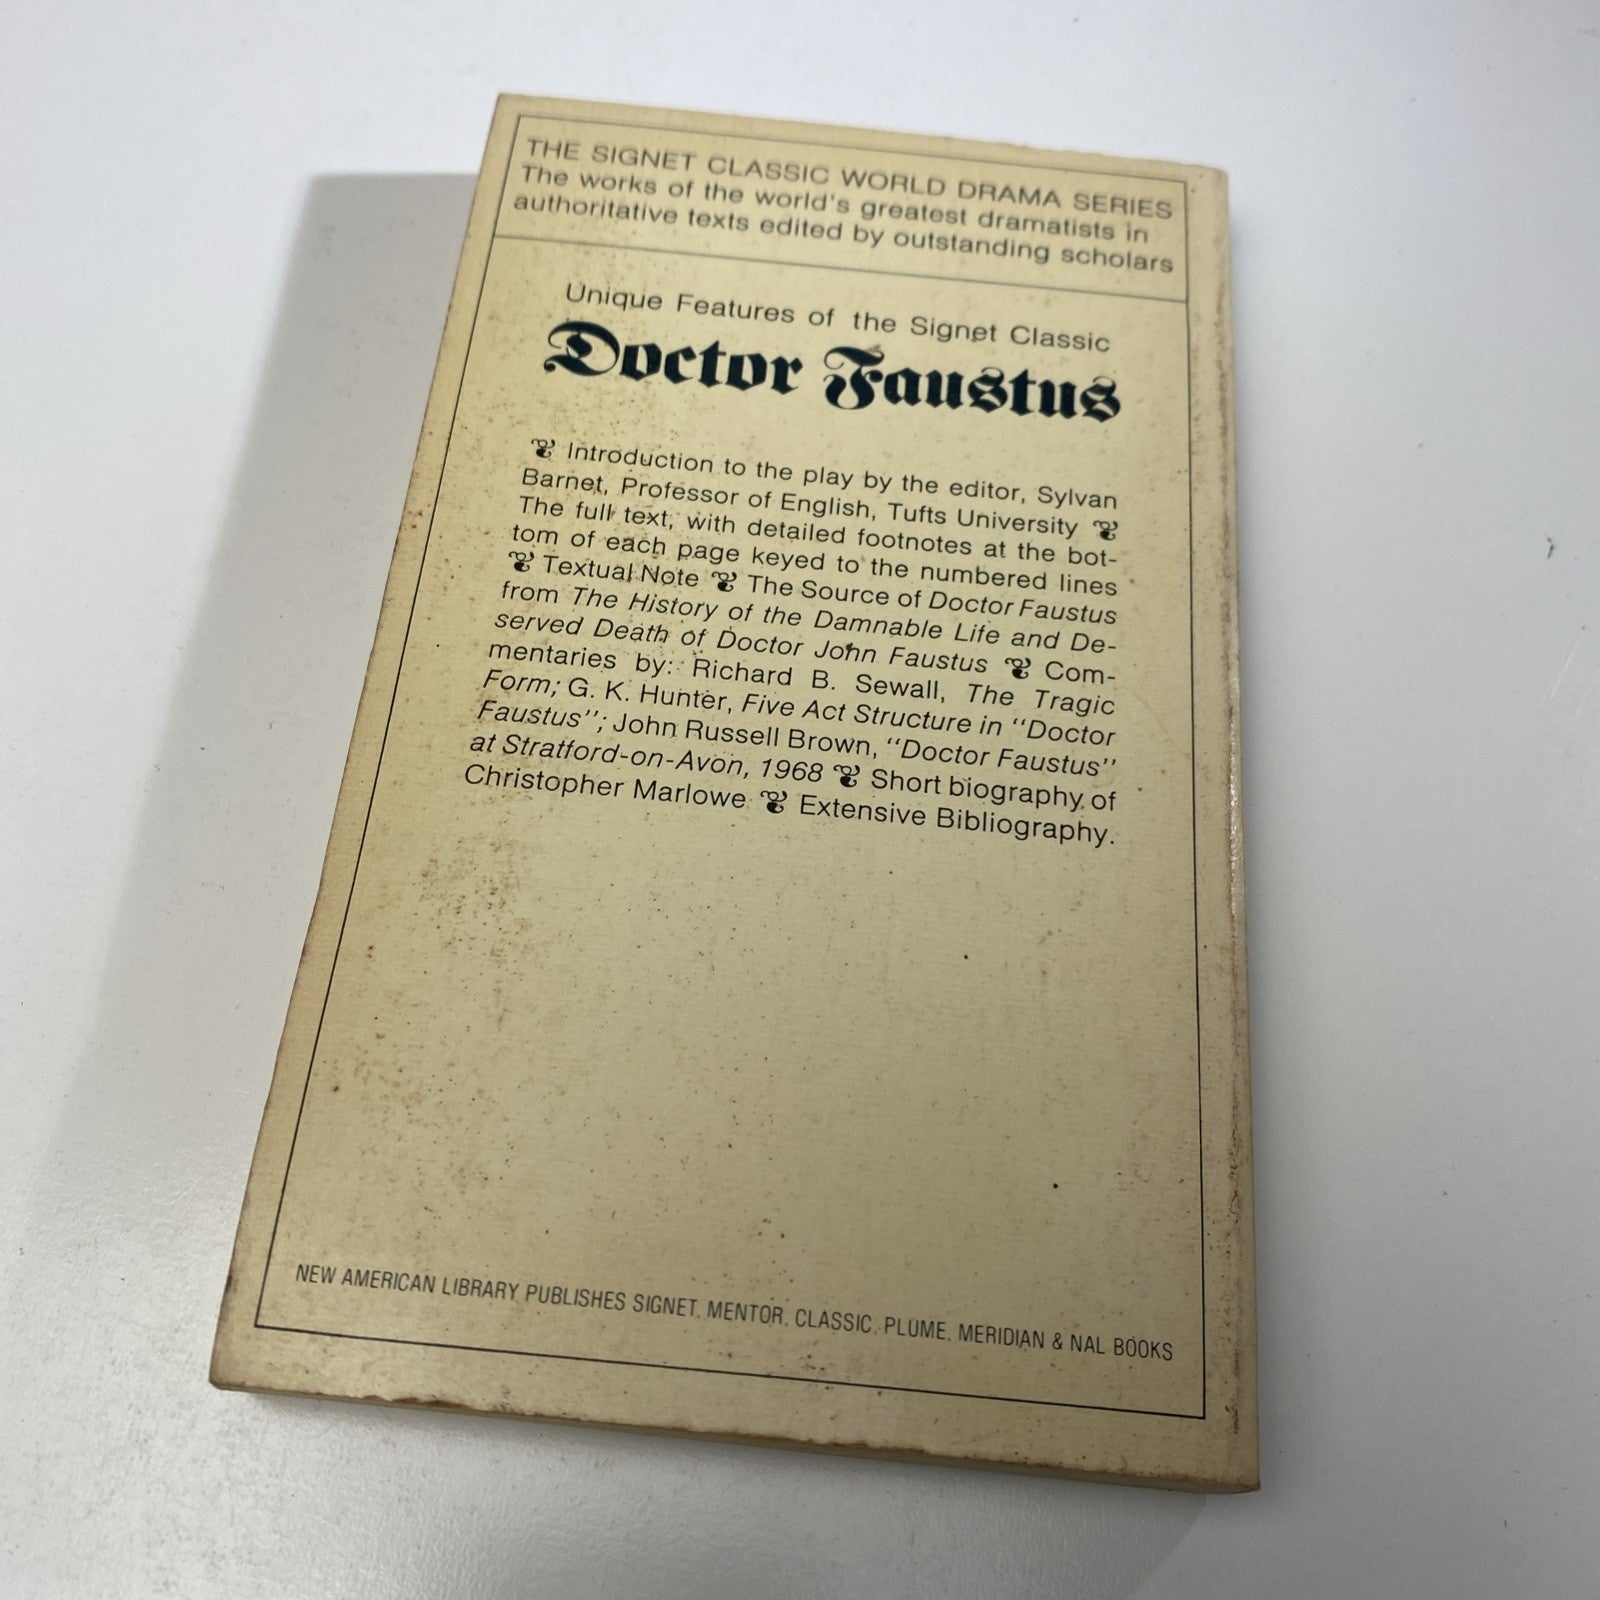 THE SIGNET CLASSIC WORLD DRAMA SERIES
The works of the world's greatest dramatists in
authoritative texts edited by outstanding scholars
Unique Features of the Signet Classic
Doctor Faustus
❦ Introduction to the play by the editor, Sylvan
Barnet, Professor of English, Tufts University ❦
The full text, with detailed footnotes at the bot-
tom of each page keyed to the numbered lines
❦ Textual Note ❦ The Source of Doctor Faustus
from The History of the Damnable Life and De-
served Death of Doctor John Faustus ❦ Com-
mentaries by: Richard B. Sewall, The Tragic
Form; G. K. Hunter, Five Act Structure in "Doctor
Faustus"; John Russell Brown, "Doctor Faustus"
at Stratford-on-Avon, 1968 ❦ Short biography of
Christopher Marlowe ❦ Extensive Bibliography.
NEW AMERICAN LIBRARY PUBLISHES SIGNET, MENTOR, CLASSIC, PLUME, MERIDIAN & NAL BOOKS